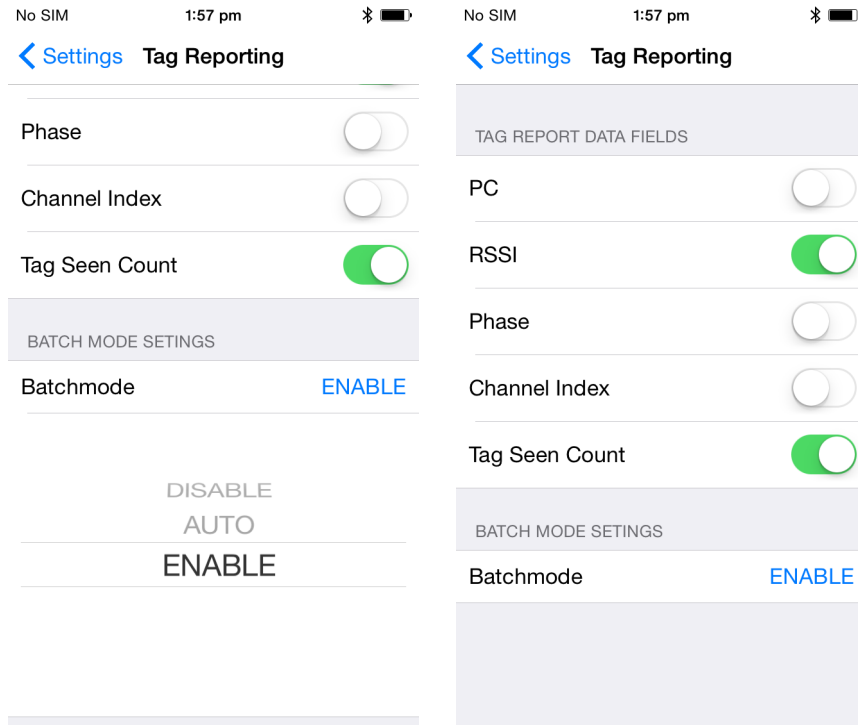 No SIM 1:57 pm
Settings Tag Reporting
Phase
Channel Index
Tag Seen Count
BATCH MODE SETINGS
Batchmode ENABLE
DISABLE
AUTO
ENABLE
No SIM 1:57 pm
Settings Tag Reporting
TAG REPORT DATA FIELDS
PC
RSSI
Phase
Channel Index
Tag Seen Count
BATCH MODE SETINGS
Batchmode ENABLE